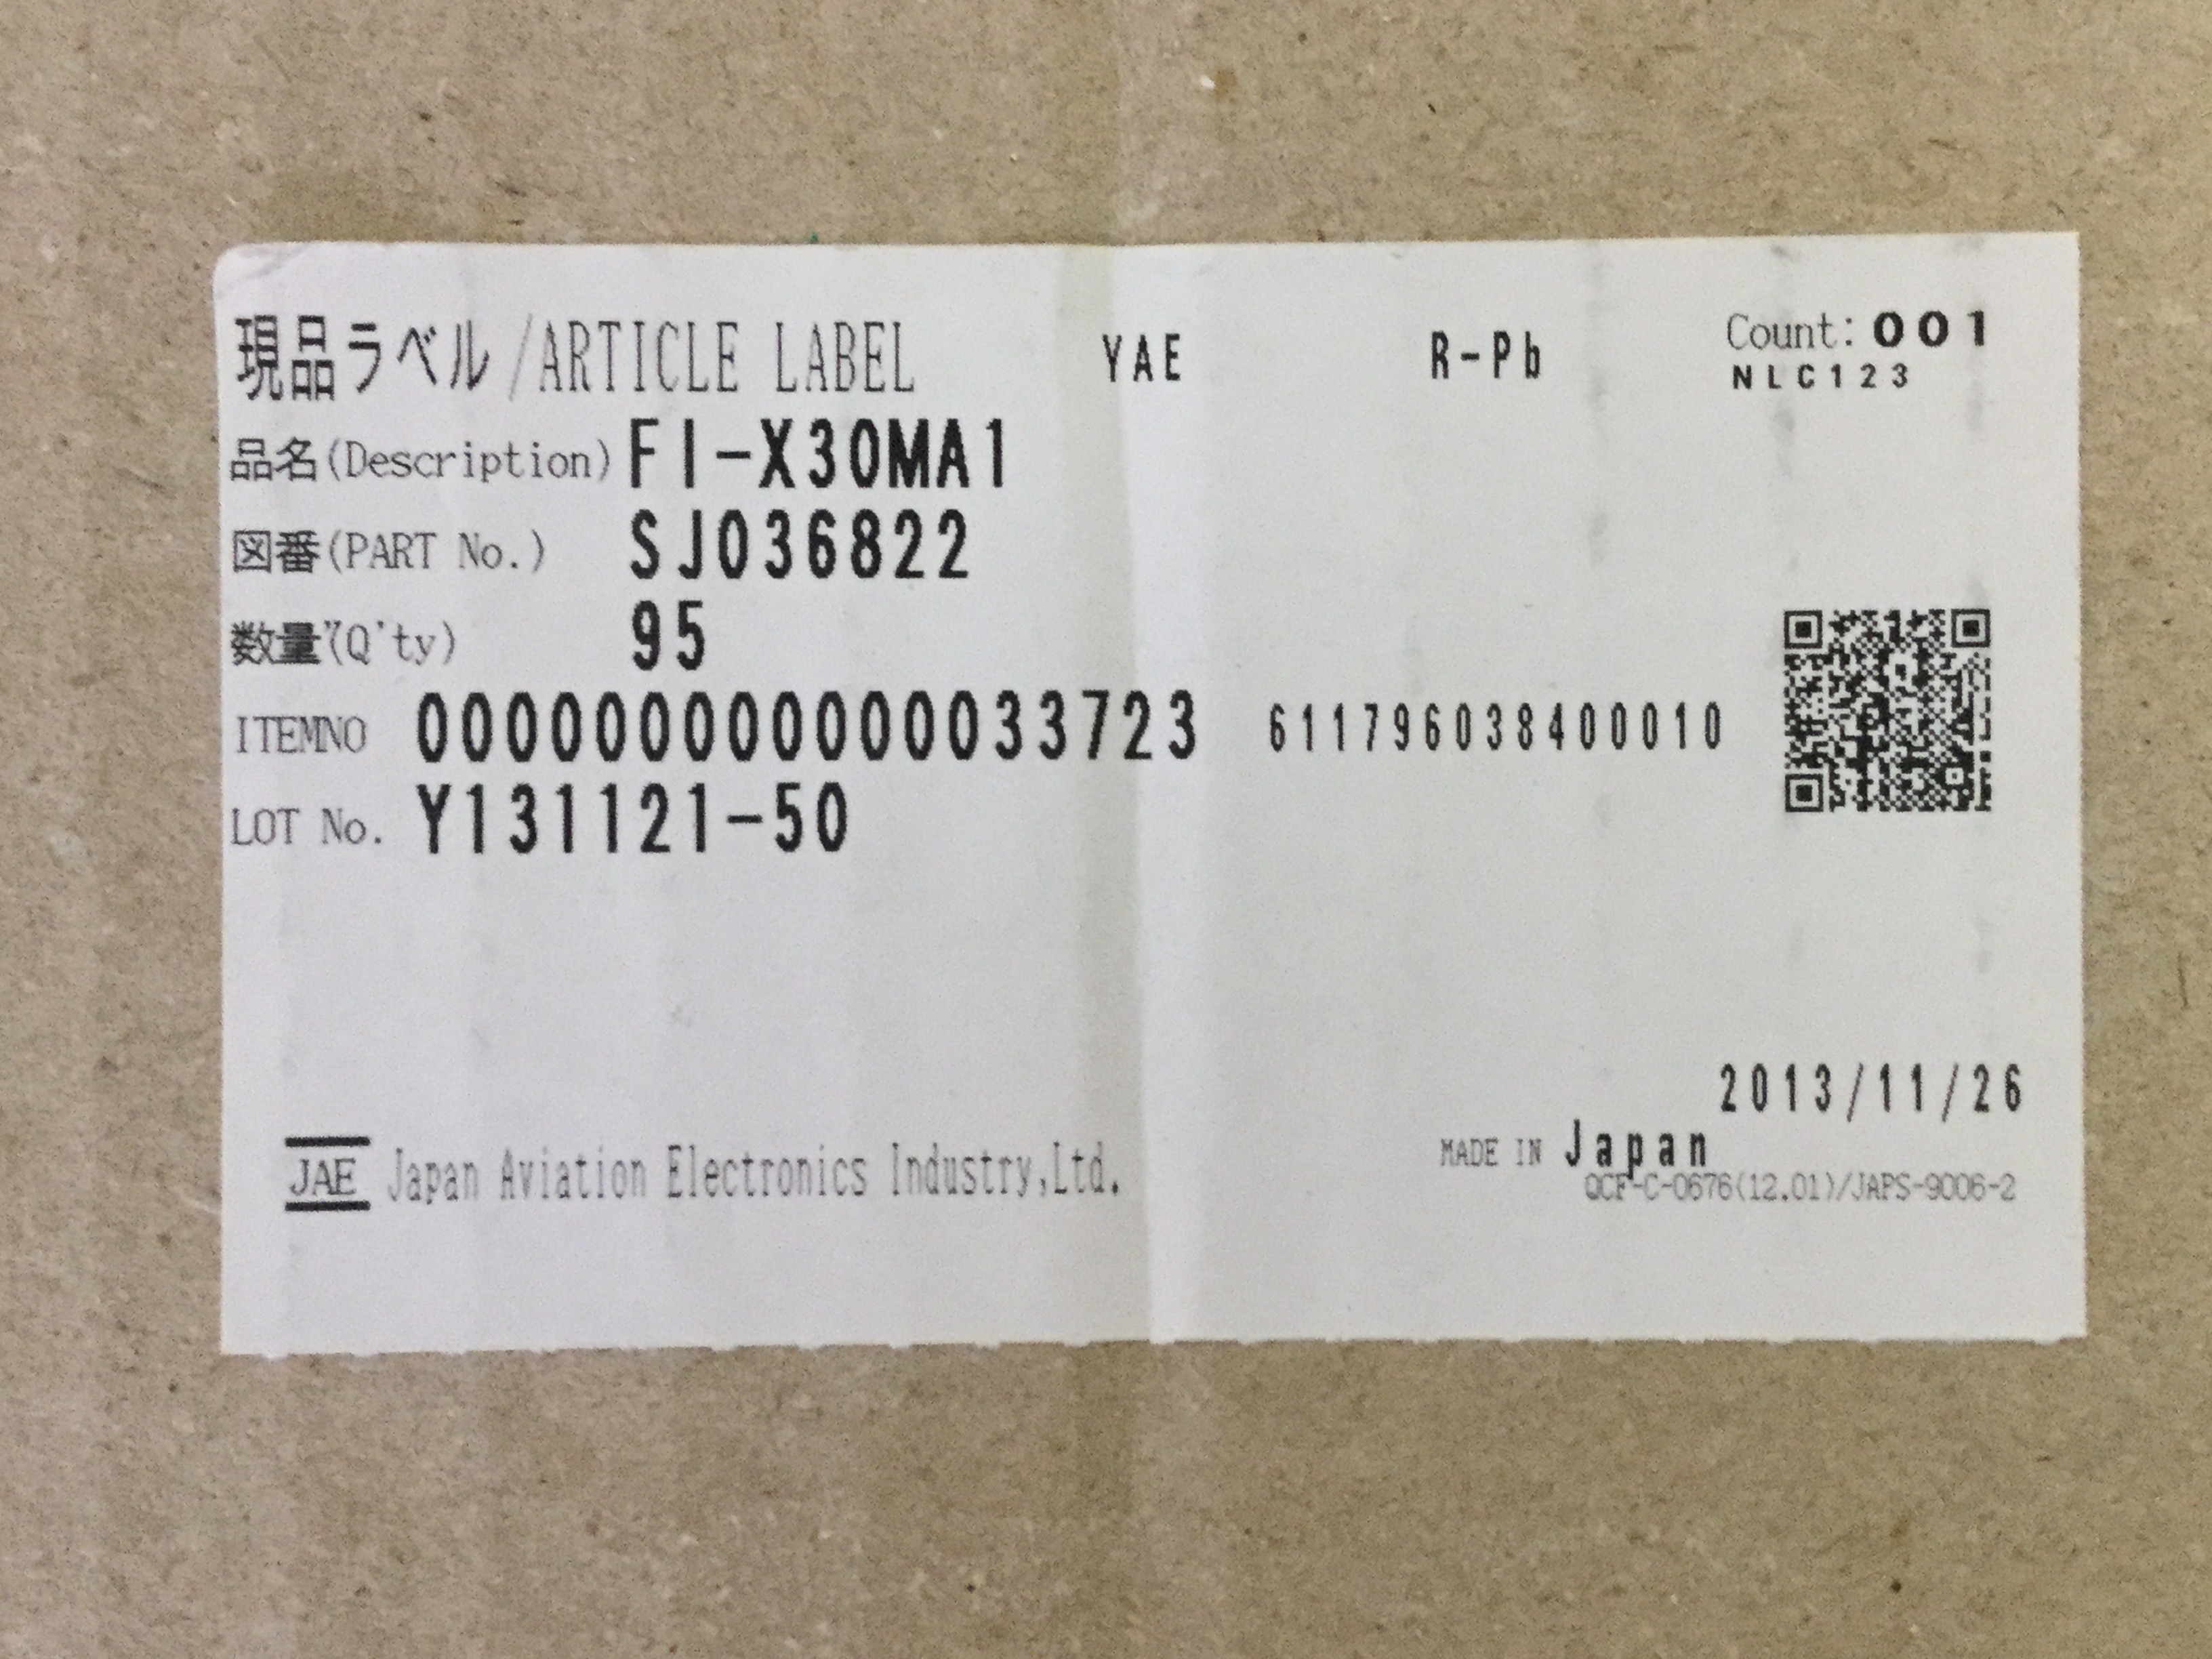 現品ラベル/ARTICLE LABEL YAE R-Pb Count: 001
NLC123
品名(Description) FI-X30MA1
図番(PART No.) SJ036822
数量(Q'ty) 95
ITEMNO 000000000000033723 611796038400010
LOT No. Y131121-50
2013/11/26
JAE Japan Aviation Electronics Industry,Ltd. MADE IN Japan
QCF-C-0676(12.01)/JAPS-9006-2